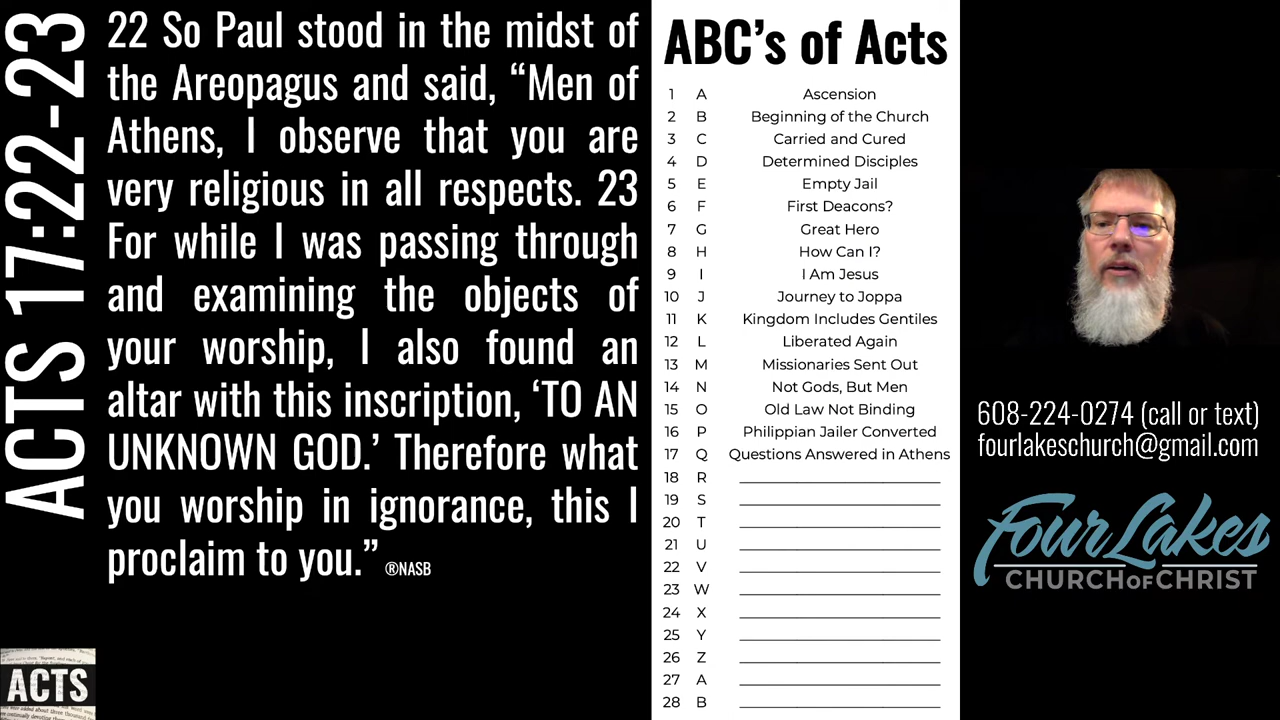 ACTS 17:22-23
22 So Paul stood in the midst of
the Areopagus and said, “Men of
Athens, I observe that you are
very religious in all respects. 23
For while I was passing through
and examining the objects of
your worship, I also found an
altar with this inscription, ‘TO AN
UNKNOWN GOD.’ Therefore what
you worship in ignorance, this I
proclaim to you.” ®NASB
ACTS
ABC’s of Acts
1 A Ascension
2 B Beginning of the Church
3 C Carried and Cured
4 D Determined Disciples
5 E Empty Jail
6 F First Deacons?
7 G Great Hero
8 H How Can I?
9 I I Am Jesus
10 J Journey to Joppa
11 K Kingdom Includes Gentiles
12 L Liberated Again
13 M Missionaries Sent Out
14 N Not Gods, But Men
15 O Old Law Not Binding
16 P Philippian Jailer Converted
17 Q Questions Answered in Athens
18 R
19 S
20 T
21 U
22 V
23 W
24 X
25 Y
26 Z
27 A
28 B
608-224-0274 (call or text)
fourlakeschurch@gmail.com
Four Lakes
CHURCH OF CHRIST